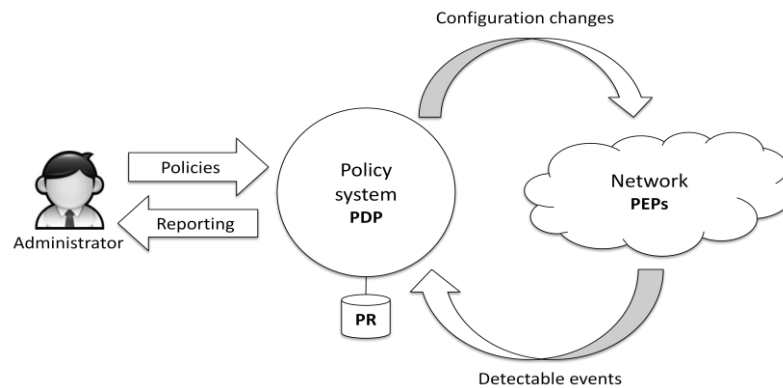 Configuration changes
Policies
Reporting
Administrator
Policy
system
PDP
PR
Network
PEPs
Detectable events